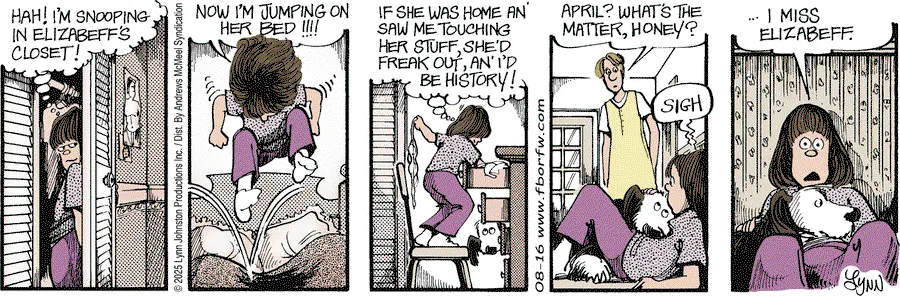 HAH! I'M SNOOPING
IN ELIZABEFF'S
CLOSET!
© 2025 Lynn Johnston Productions Inc. / Dist. By Andrews McMeel Syndication
NOW I'M JUMPING ON
HER BED !!!!
IF SHE WAS HOME AN'
SAW ME TOUCHING
HER STUFF, SHE'D
FREAK OUT, AN' I'D
BE HISTORY!
08-16 www.fborfw.com
APRIL? WHAT'S THE
MATTER, HONEY?
SIGH
... I MISS
ELIZABEFF.
LYNN